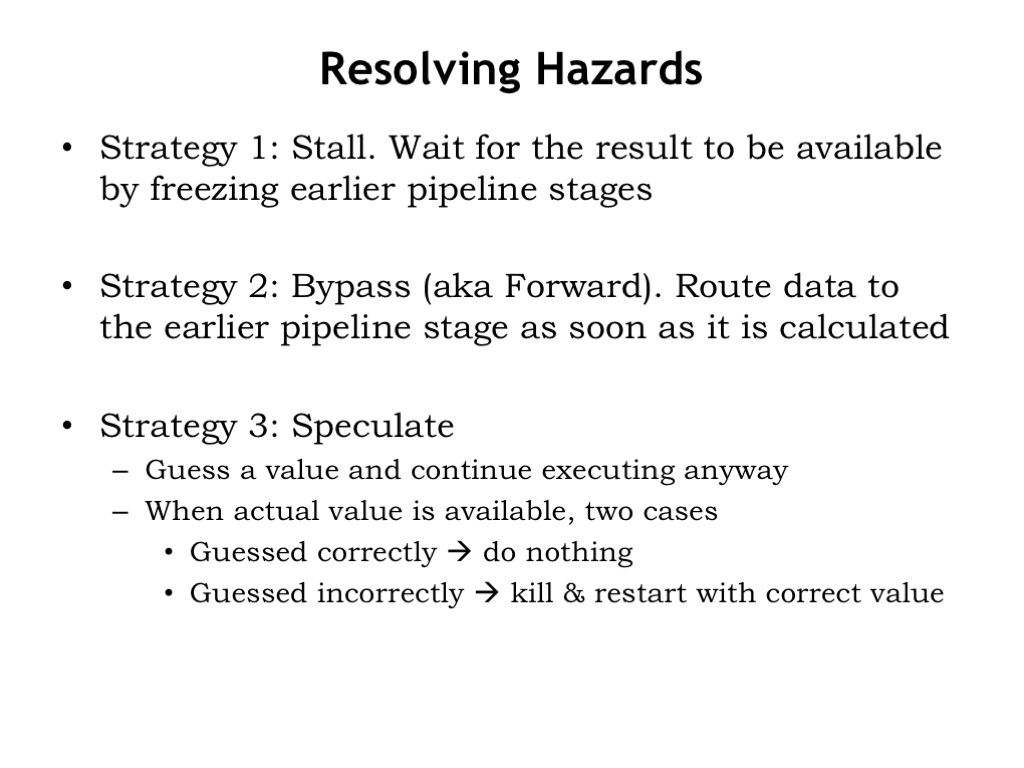 Resolving Hazards
• Strategy 1: Stall. Wait for the result to be available
by freezing earlier pipeline stages
• Strategy 2: Bypass (aka Forward). Route data to
the earlier pipeline stage as soon as it is calculated
• Strategy 3: Speculate
– Guess a value and continue executing anyway
– When actual value is available, two cases
• Guessed correctly → do nothing
• Guessed incorrectly → kill & restart with correct value